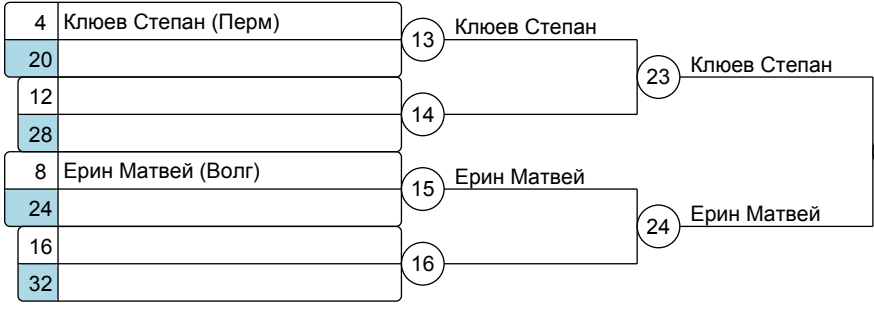 4 Клюев Степан (Перм)
20
12
28
8 Ерин Матвей (Волг)
24
16
32
13 Клюев Степан
14
15 Ерин Матвей
16
23 Клюев Степан
24 Ерин Матвей